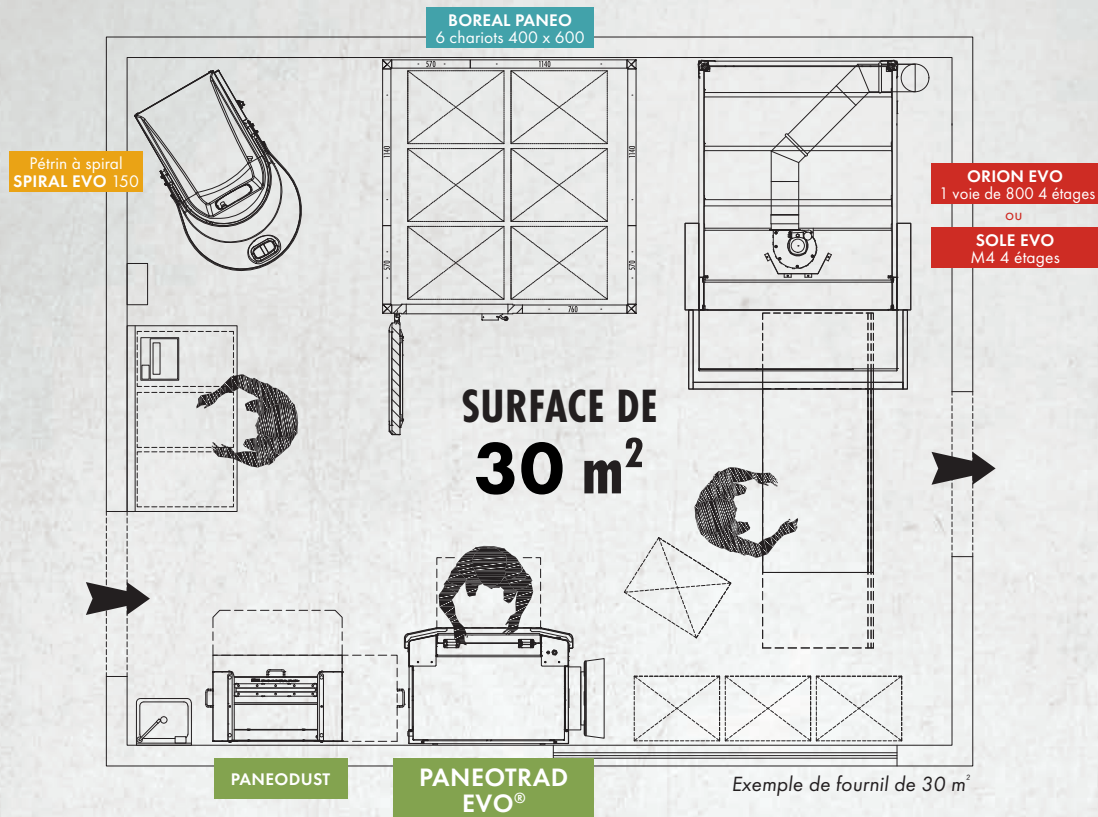 BOREAL PANEO
6 chariots 400 x 600
570
1140
Pétrin à spiral
SPIRAL EVO 150
1140
1140
ORION EVO
1 voie de 800 4 étages
ou
SOLE EVO
M4 4 étages
570
570
760
SURFACE DE
30 m²
PANEODUST
PANEOTRAD
EVO®
Exemple de fournil de 30 m²